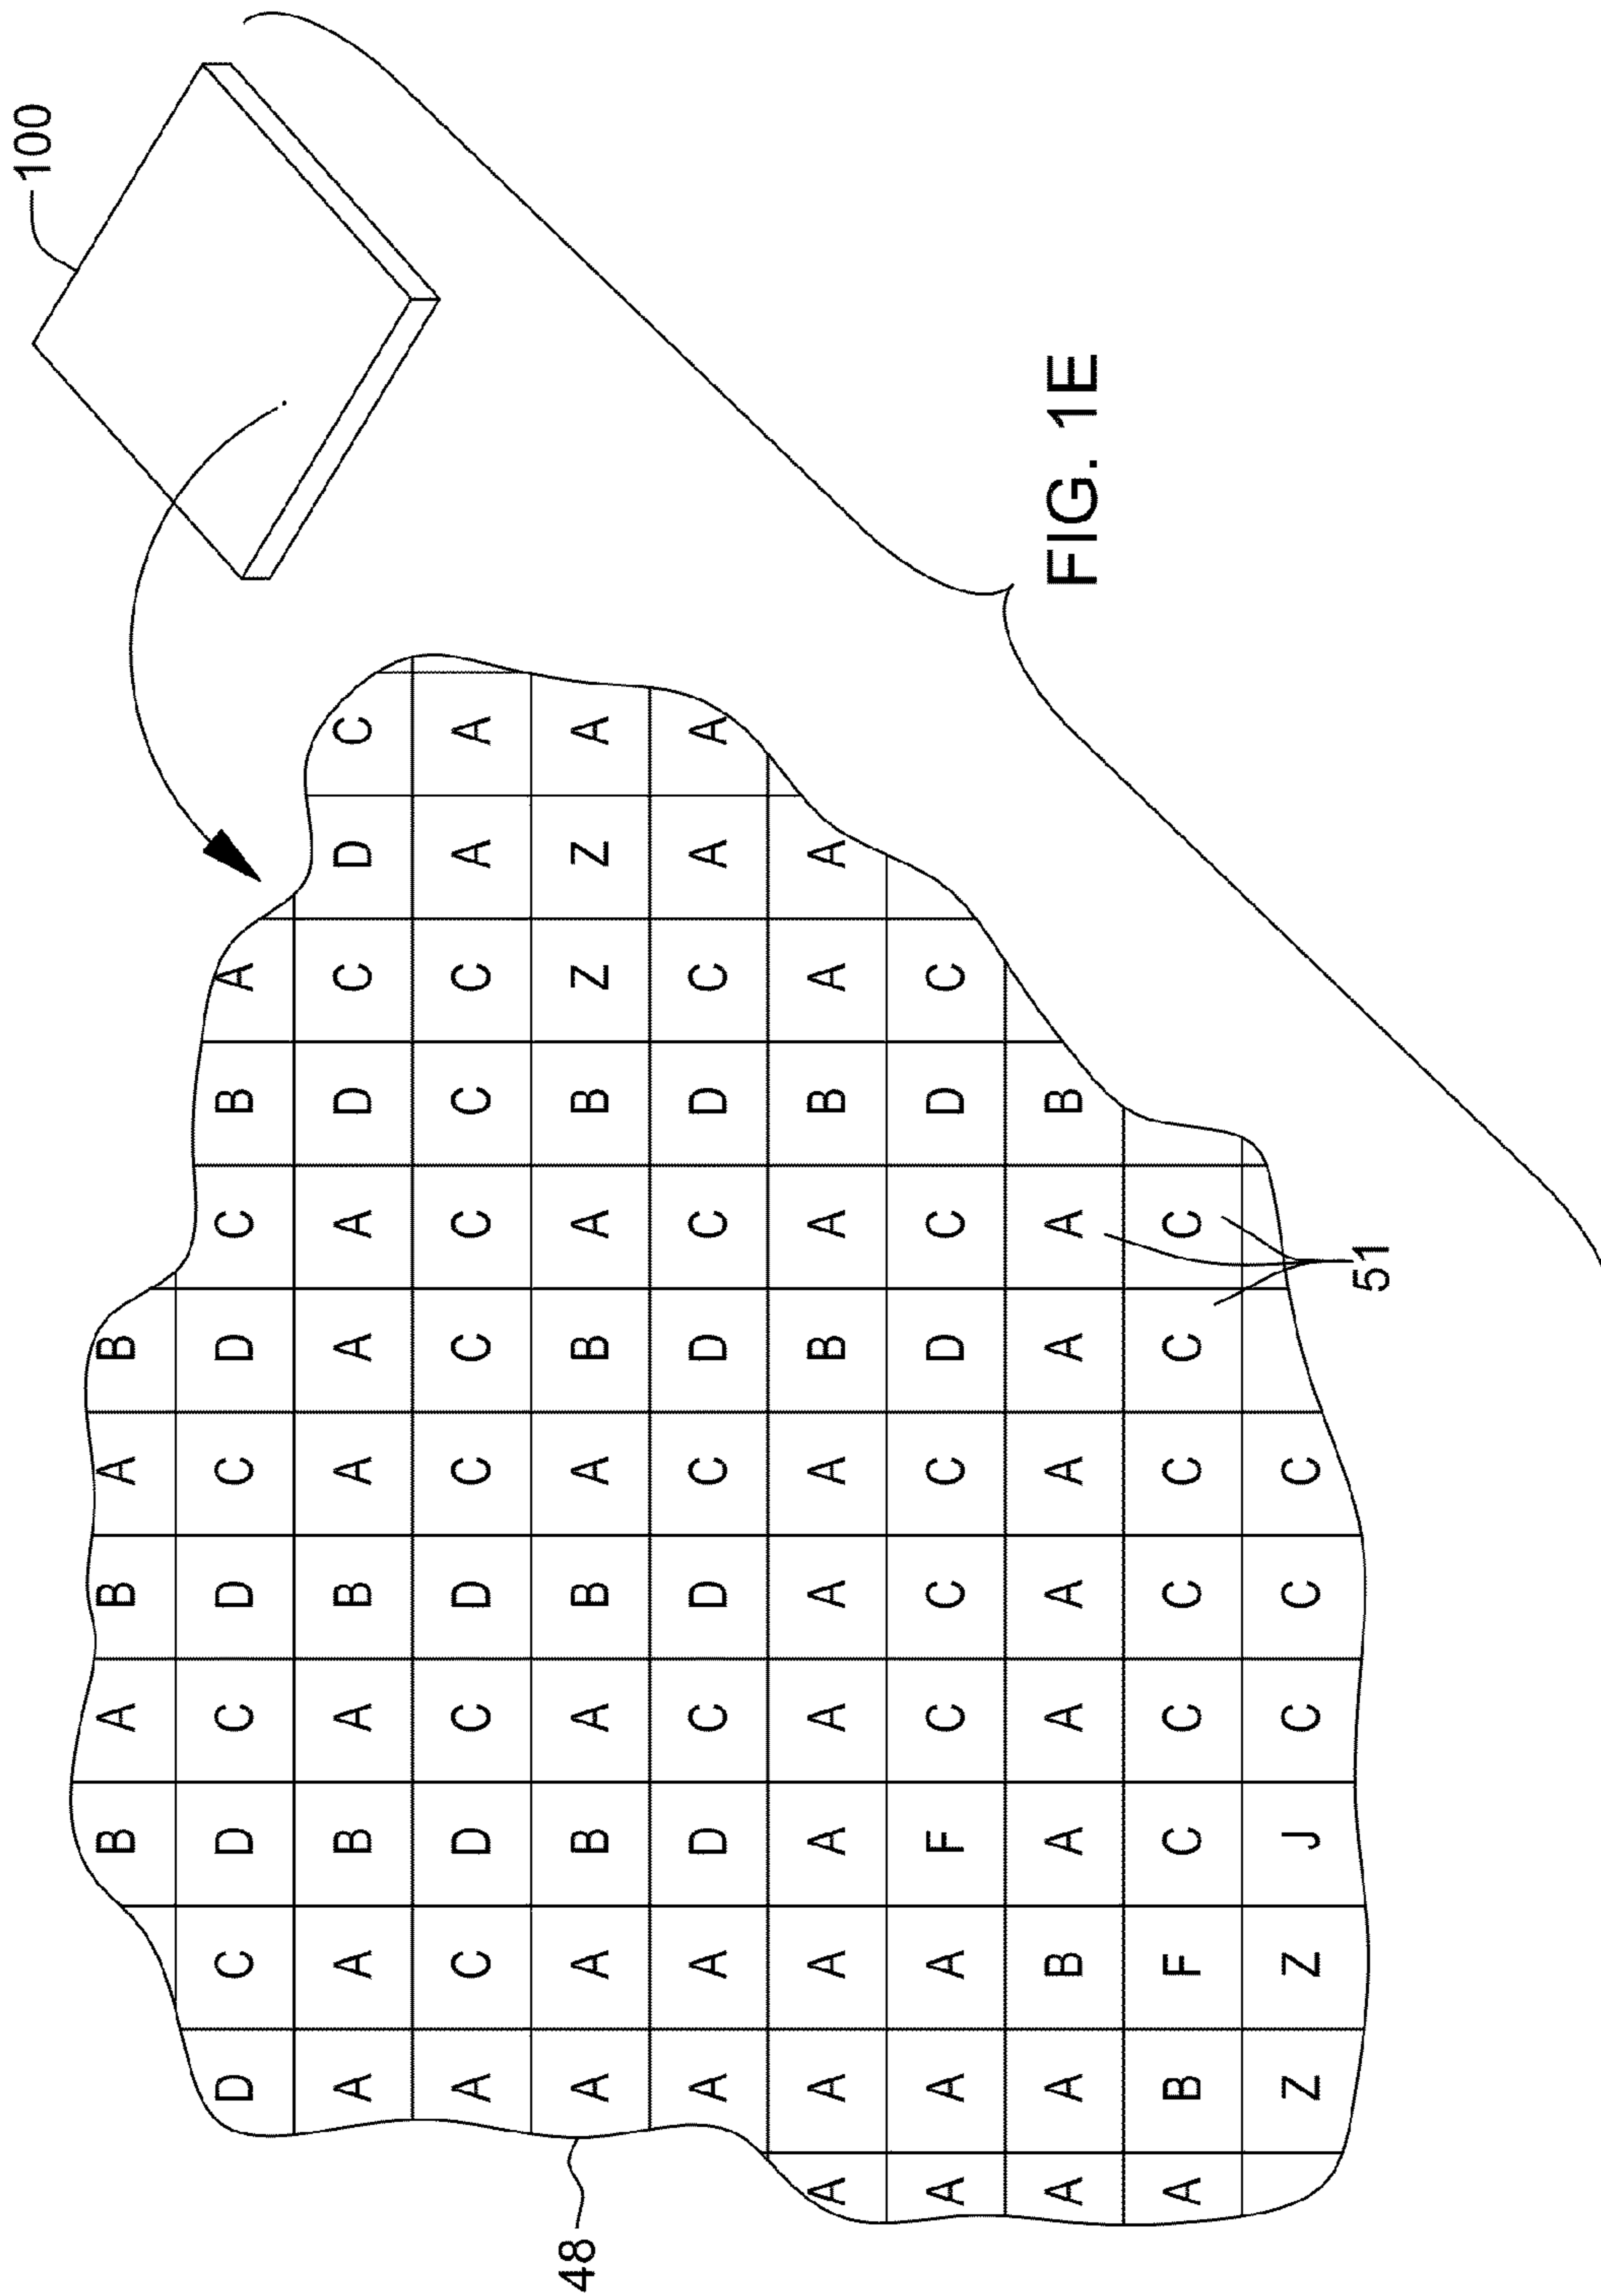 100
B A B A B
D C D C D C D C B A
A A B A B A A A D C D C
A C D C D C C C C C A A
48
A A B A B A B A B Z Z A
A A D C D C D C D C A A
A A A A A A A B A B A A
A A A F C C C D C D C
A A B A A A A A A B
FIG. 1E
A B F C C C C C C
Z Z J C C C
51